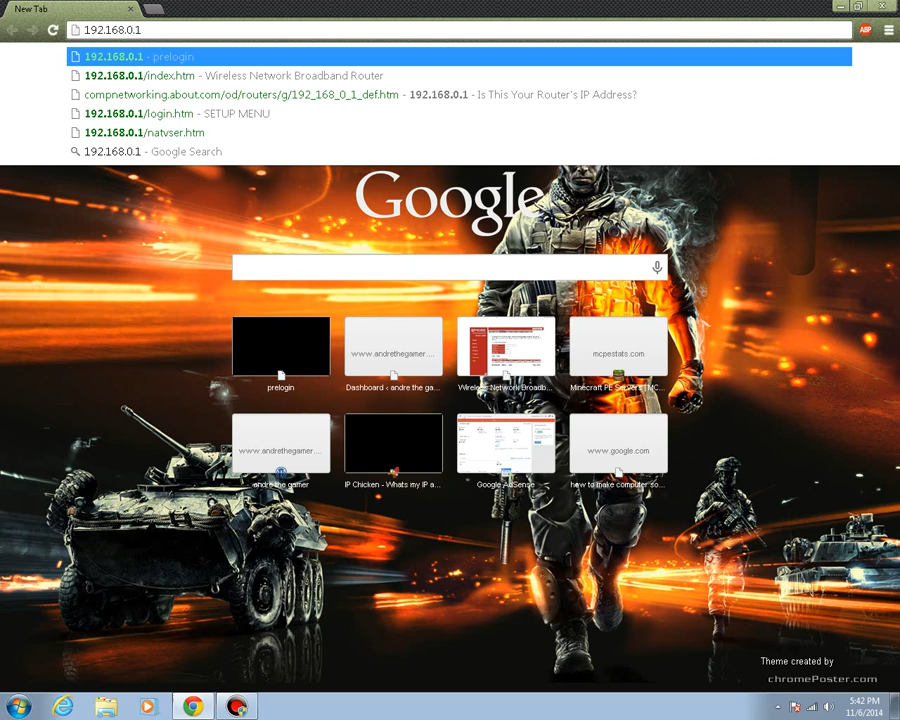 New Tab
192.168.0.1
ABP
192.168.0.1 - prelogin
192.168.0.1/index.htm - Wireless Network Broadband Router
compnetworking.about.com/od/routers/g/192_168_0_1_def.htm - 192.168.0.1 - Is This Your Router's IP Address?
192.168.0.1/login.htm - SETUP MENU
192.168.0.1/natvser.htm
192.168.0.1 - Google Search
Google
www.andrethegamer....
mcpestats.com
prelogin
Dashboard < andre the ga...
Wireless Network Broadb...
Minecraft PE Servers | MC...
www.andrethegamer....
www.google.com
andre the gamer
IP Chicken - Whats my IP a...
Google AdSense
how to make computer so...
Theme created by
chromePoster.com
5:42 PM
11/6/2014